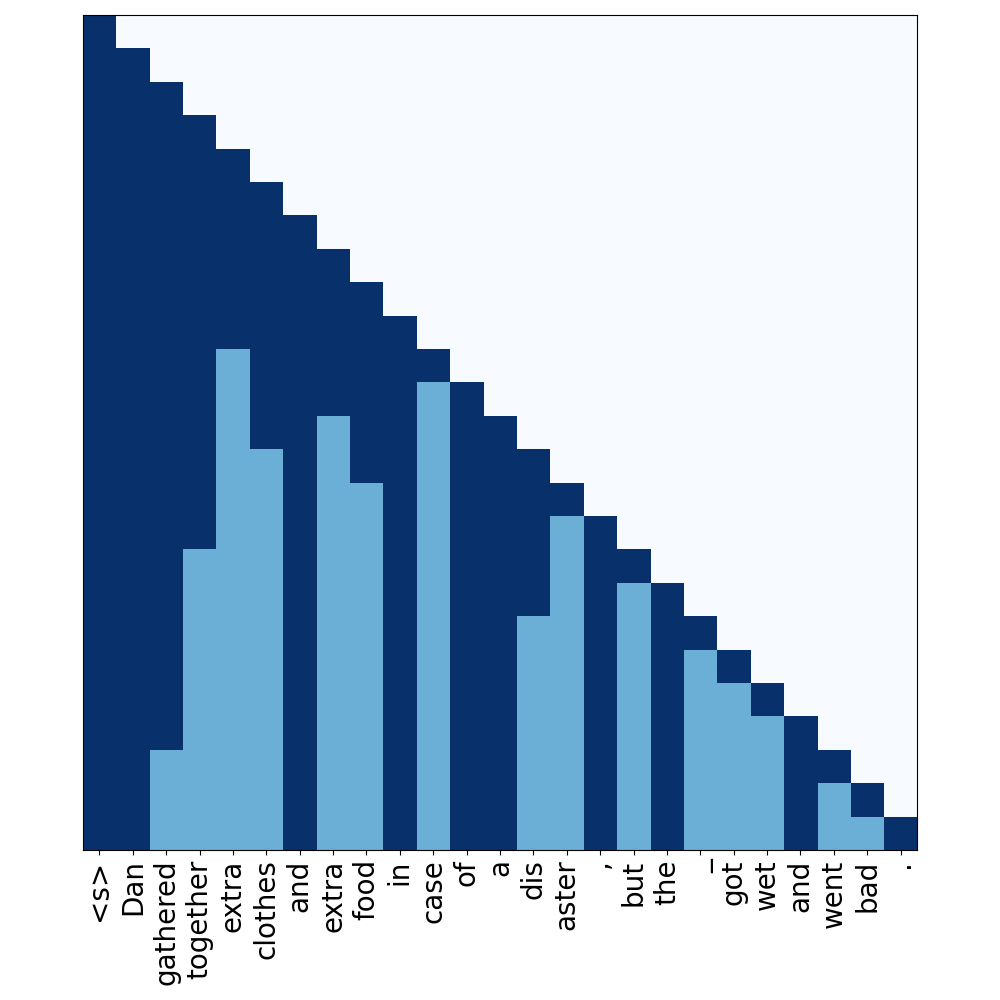 <s> Dan gathered together extra clothes and extra food in case of a dis aster , but the _ got wet and went bad .